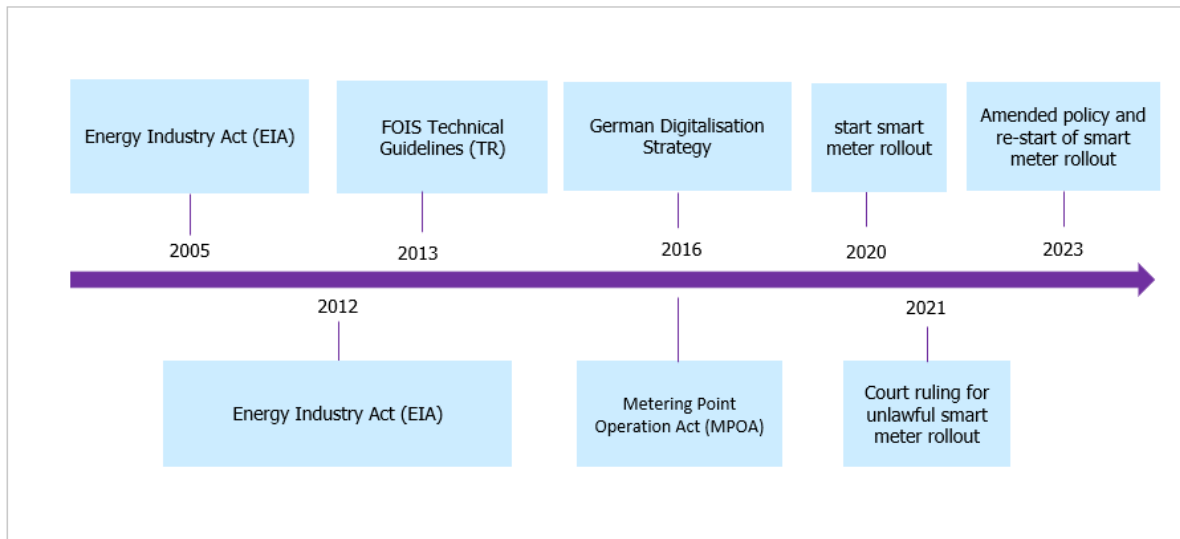 Energy Industry Act (EIA)
FOIS Technical
Guidelines (TR)
German Digitalisation
Strategy
start smart
meter rollout
Amended policy and
re-start of smart
meter rollout
2005
2013
2016
2020
2023
2012
2021
Energy Industry Act (EIA)
Metering Point
Operation Act (MPOA)
Court ruling for
unlawful smart
meter rollout